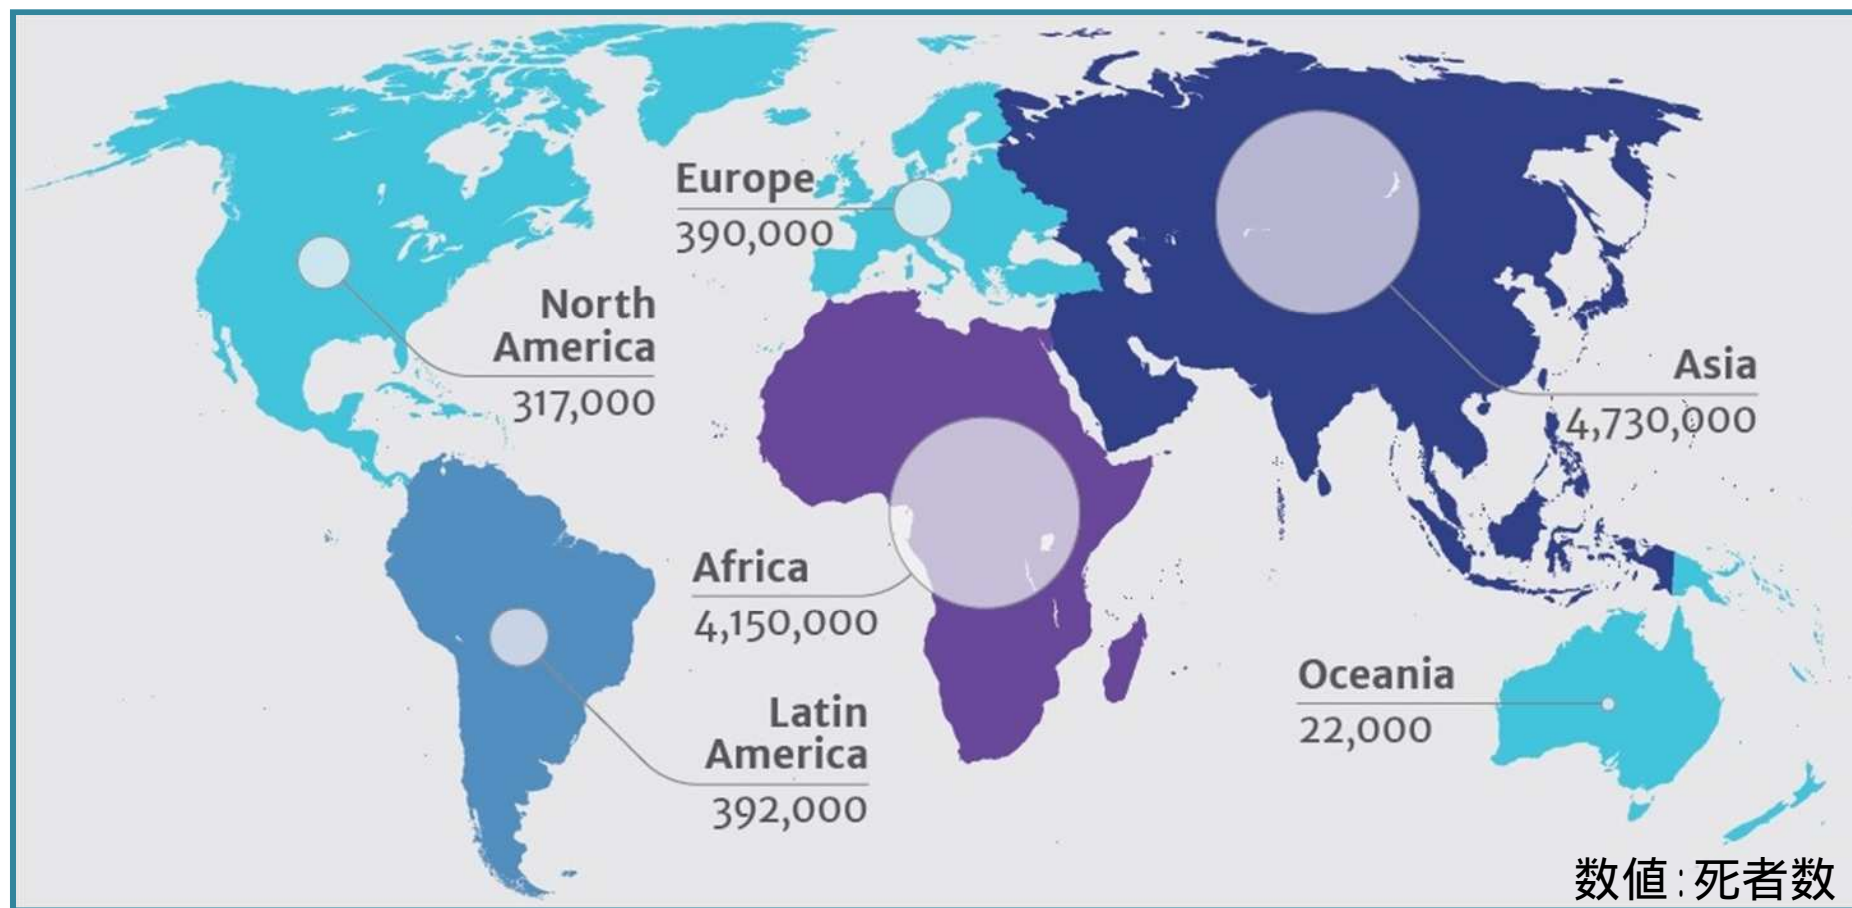 Europe
390,000
North
America
317,000
Asia
4,730,000
Africa
4,150,000
Latin
America
392,000
Oceania
22,000
数値:死者数